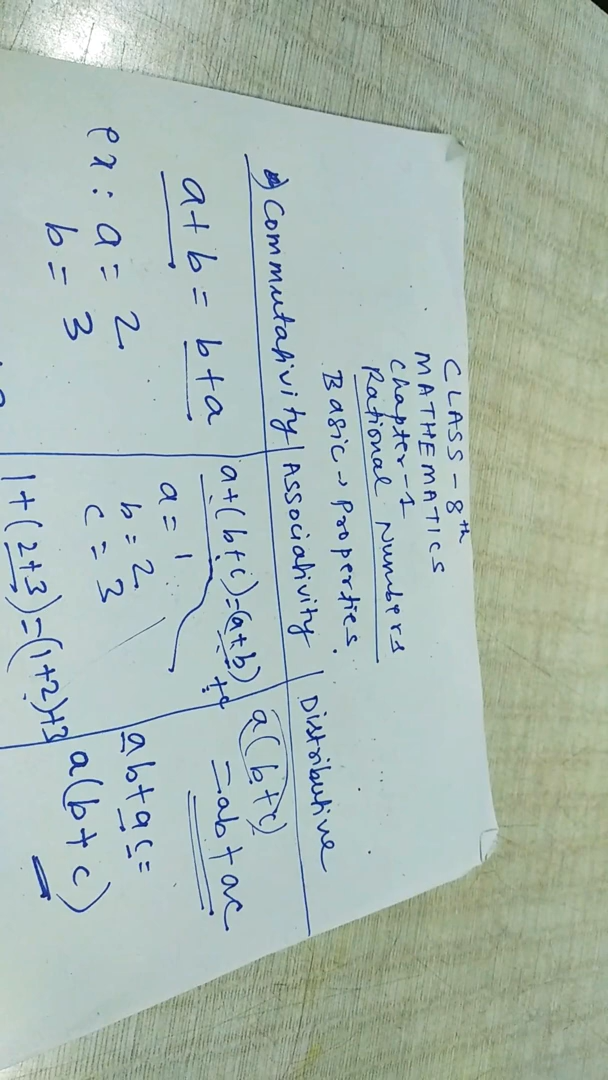 CLASS - 8th
MATHEMATICS
Chapter - 1
Rational Numbers
Basic → Properties.
Commutativity
a + b = b + a
ex : a = 2
b = 3
Associativity
a + (b + c) = (a + b)
+ c
a = 1
b = 2
c = 3
1 + (2 + 3) = (1 + 2) + 3
Distributive
a (b + c)
= ab + ac
ab + ac =
a (b + c)